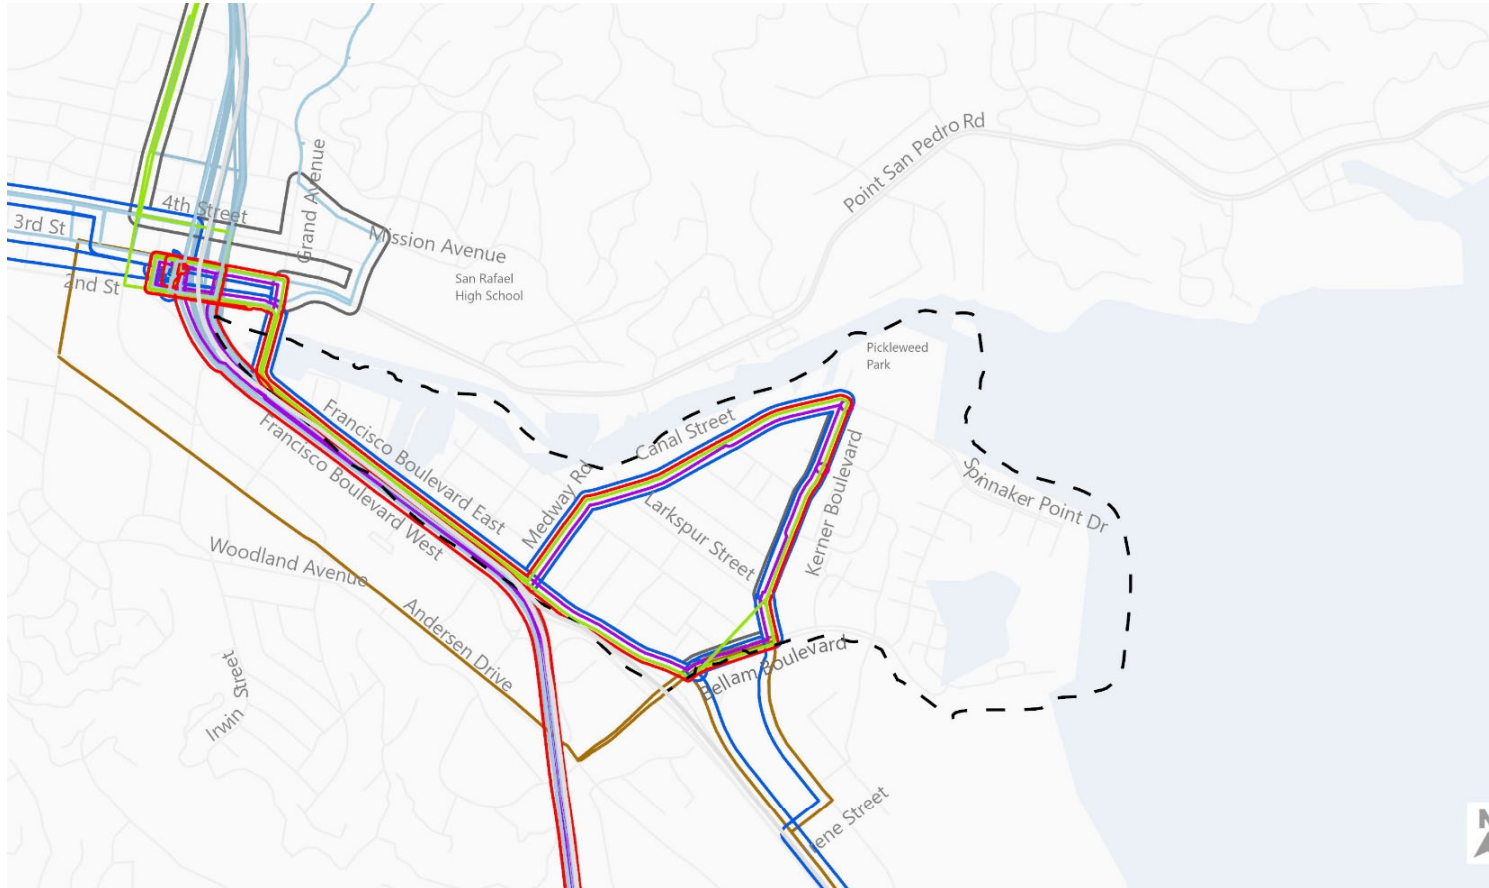 Point San Pedro Rd
Grand Avenue
4th Street
3rd St
Mission Avenue
2nd St
San Rafael
High School
Pickleweed
Park
Francisco Boulevard East
Canal Street
Francisco Boulevard West
Medway Rd
Kerner Boulevard
Spinnaker Point Dr
Larkspur Street
Woodland Avenue
Andersen Drive
Bellam Boulevard
Irwin
Street
ene Street
N